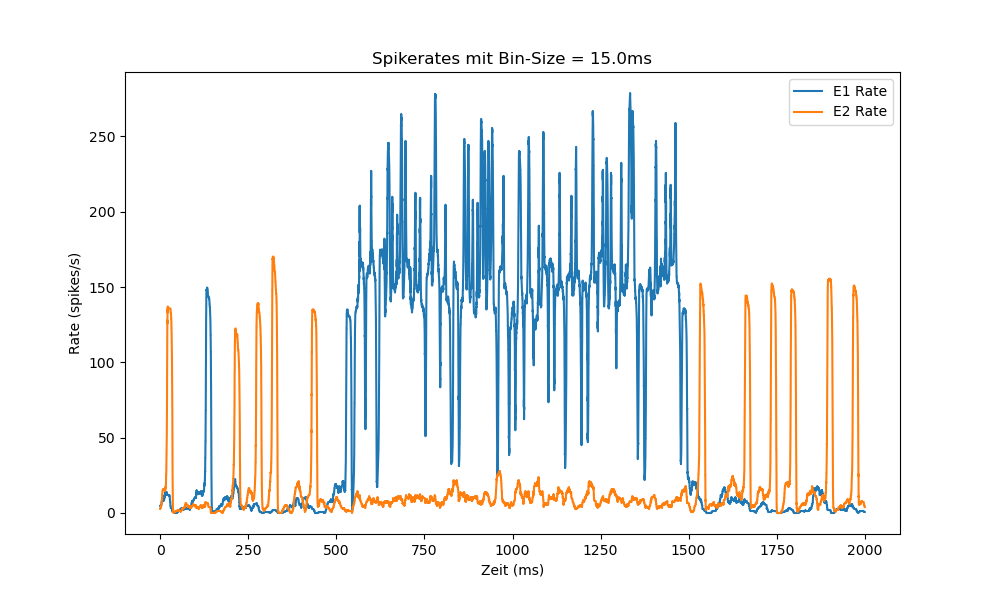 Spikerates mit Bin-Size = 15.0ms
E1 Rate
E2 Rate
Rate (spikes/s)
250
200
150
100
50
0
0 250 500 750 1000 1250 1500 1750 2000
Zeit (ms)